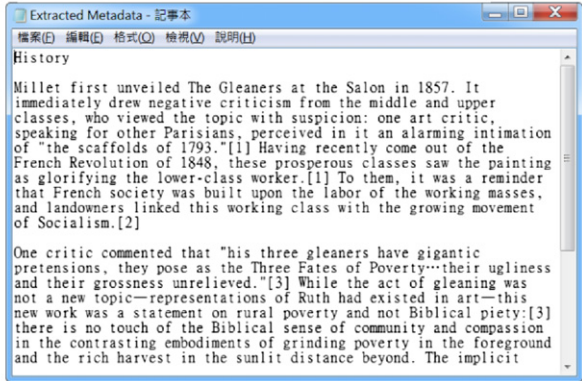 Extracted Metadata - 記事本
檔案(F) 編輯(E) 格式(O) 檢視(V) 說明(H)
History
Millet first unveiled The Gleaners at the Salon in 1857. It
immediately drew negative criticism from the middle and upper
classes, who viewed the topic with suspicion: one art critic,
speaking for other Parisians, perceived in it an alarming intimation
of "the scaffolds of 1793."[1] Having recently come out of the
French Revolution of 1848, these prosperous classes saw the painting
as glorifying the lower-class worker.[1] To them, it was a reminder
that French society was built upon the labor of the working masses,
and landowners linked this working class with the growing movement
of Socialism.[2]
One critic commented that "his three gleaners have gigantic
pretensions, they pose as the Three Fates of Poverty…their ugliness
and their grossness unrelieved."[3] While the act of gleaning was
not a new topic—representations of Ruth had existed in art—this
new work was a statement on rural poverty and not Biblical piety:[3]
there is no touch of the Biblical sense of community and compassion
in the contrasting embodiments of grinding poverty in the foreground
and the rich harvest in the sunlit distance beyond. The implicit